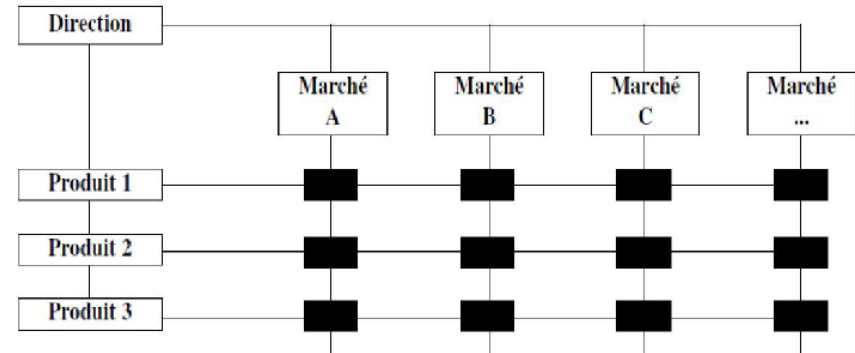 Direction
Marché
A
Marché
B
Marché
C
Marché
...
Produit 1
Produit 2
Produit 3